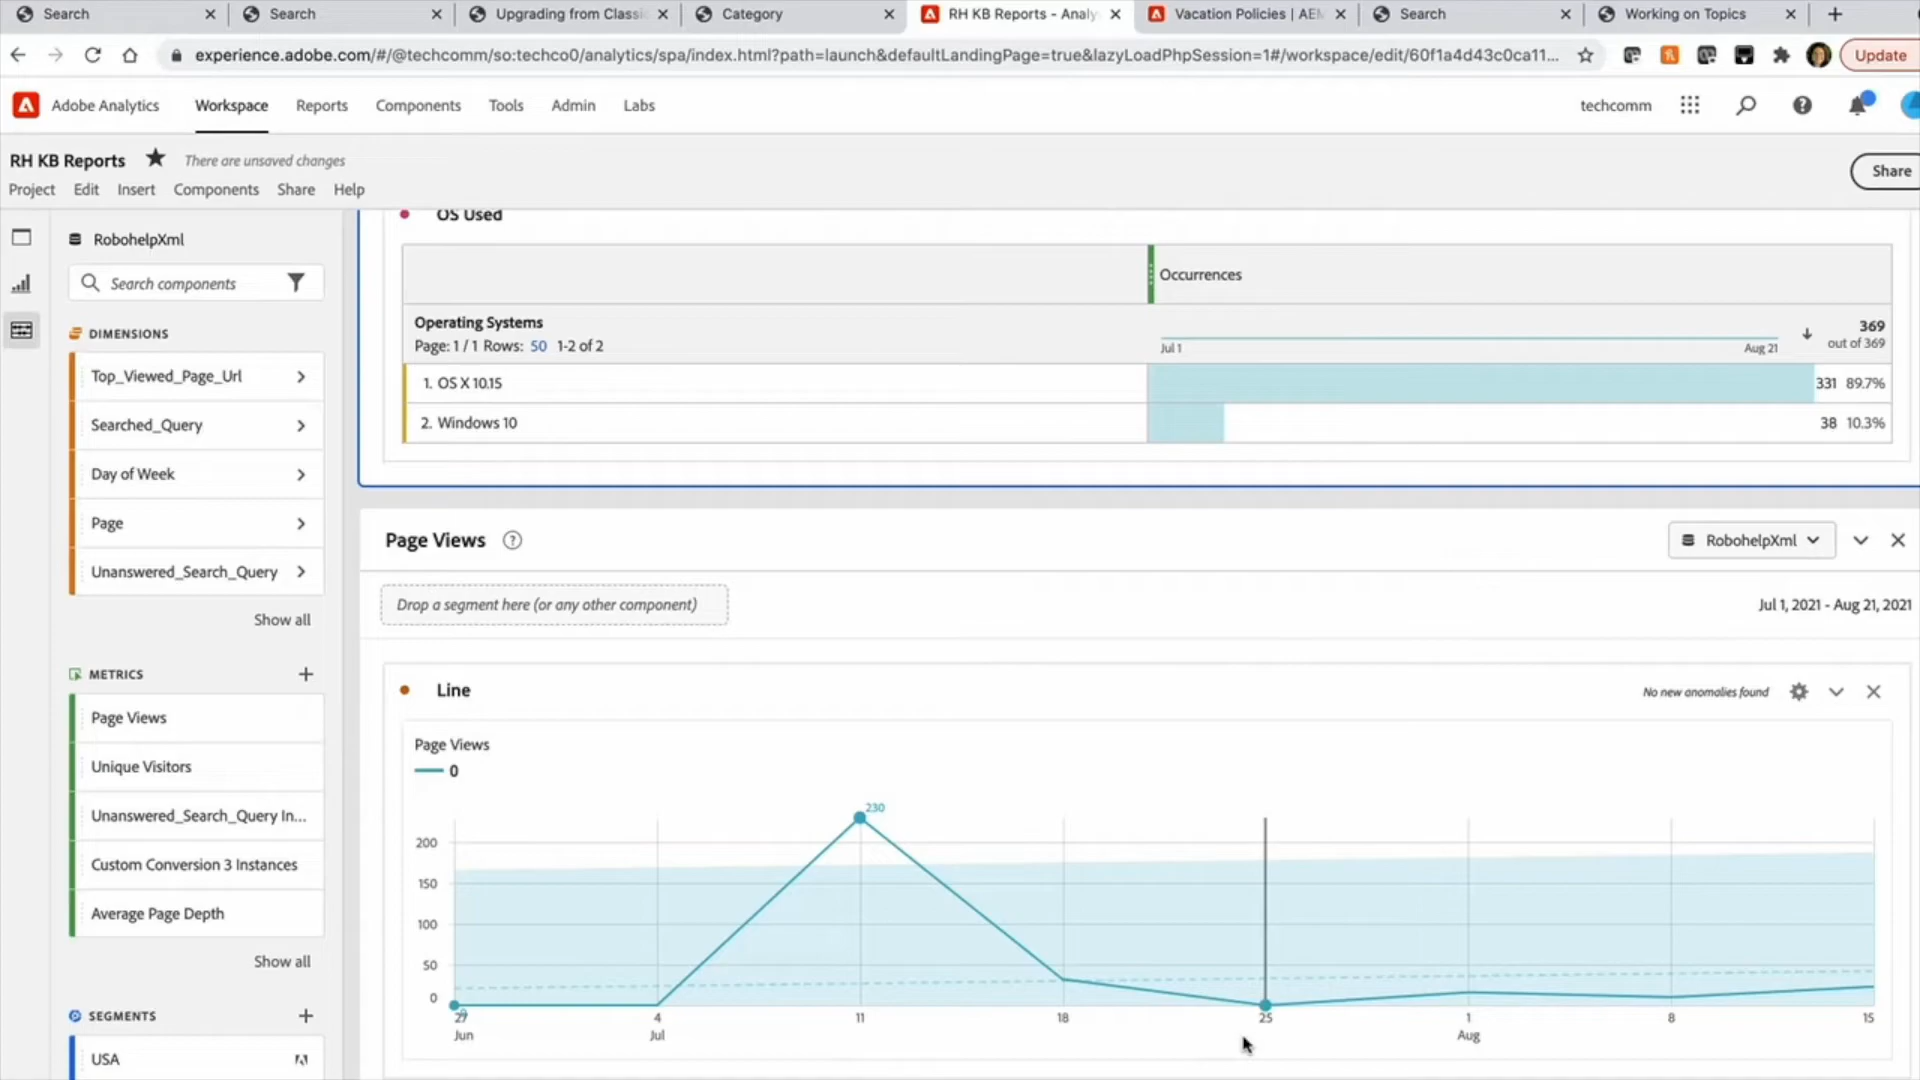 Search
Search
Upgrading from Classi
Category
RH KB Reports - Analy
Vacation Policies | AEM
Search
Working on Topics
experience.adobe.com/#/@techcomm/so:techco0/analytics/spa/index.html?path=launch&defaultLandingPage=true&lazyLoadPhpSession=1#/workspace/edit/60f1a4d43c0ca11...
Update
Adobe Analytics
Workspace
Reports
Components
Tools
Admin
Labs
techcomm
RH KB Reports
There are unsaved changes
Share
Project
Edit
Insert
Components
Share
Help
RobohelpXml
Search components
DIMENSIONS
Top_Viewed_Page_Url
Searched_Query
Day of Week
Page
Unanswered_Search_Query
Show all
METRICS
Page Views
Unique Visitors
Unanswered_Search_Query In...
Custom Conversion 3 Instances
Average Page Depth
Show all
SEGMENTS
USA
OS Used
Occurrences
Operating Systems
Page: 1 / 1 Rows: 50 1-2 of 2
Jul 1
Aug 21
369
out of 369
1. OS X 10.15
331 89.7%
2. Windows 10
38 10.3%
Page Views
RobohelpXml
Drop a segment here (or any other component)
Jul 1, 2021 - Aug 21, 2021
Line
No new anomalies found
Page Views
0
230
200
150
100
50
0
27
4
11
18
25
1
8
15
Jun
Jul
Aug